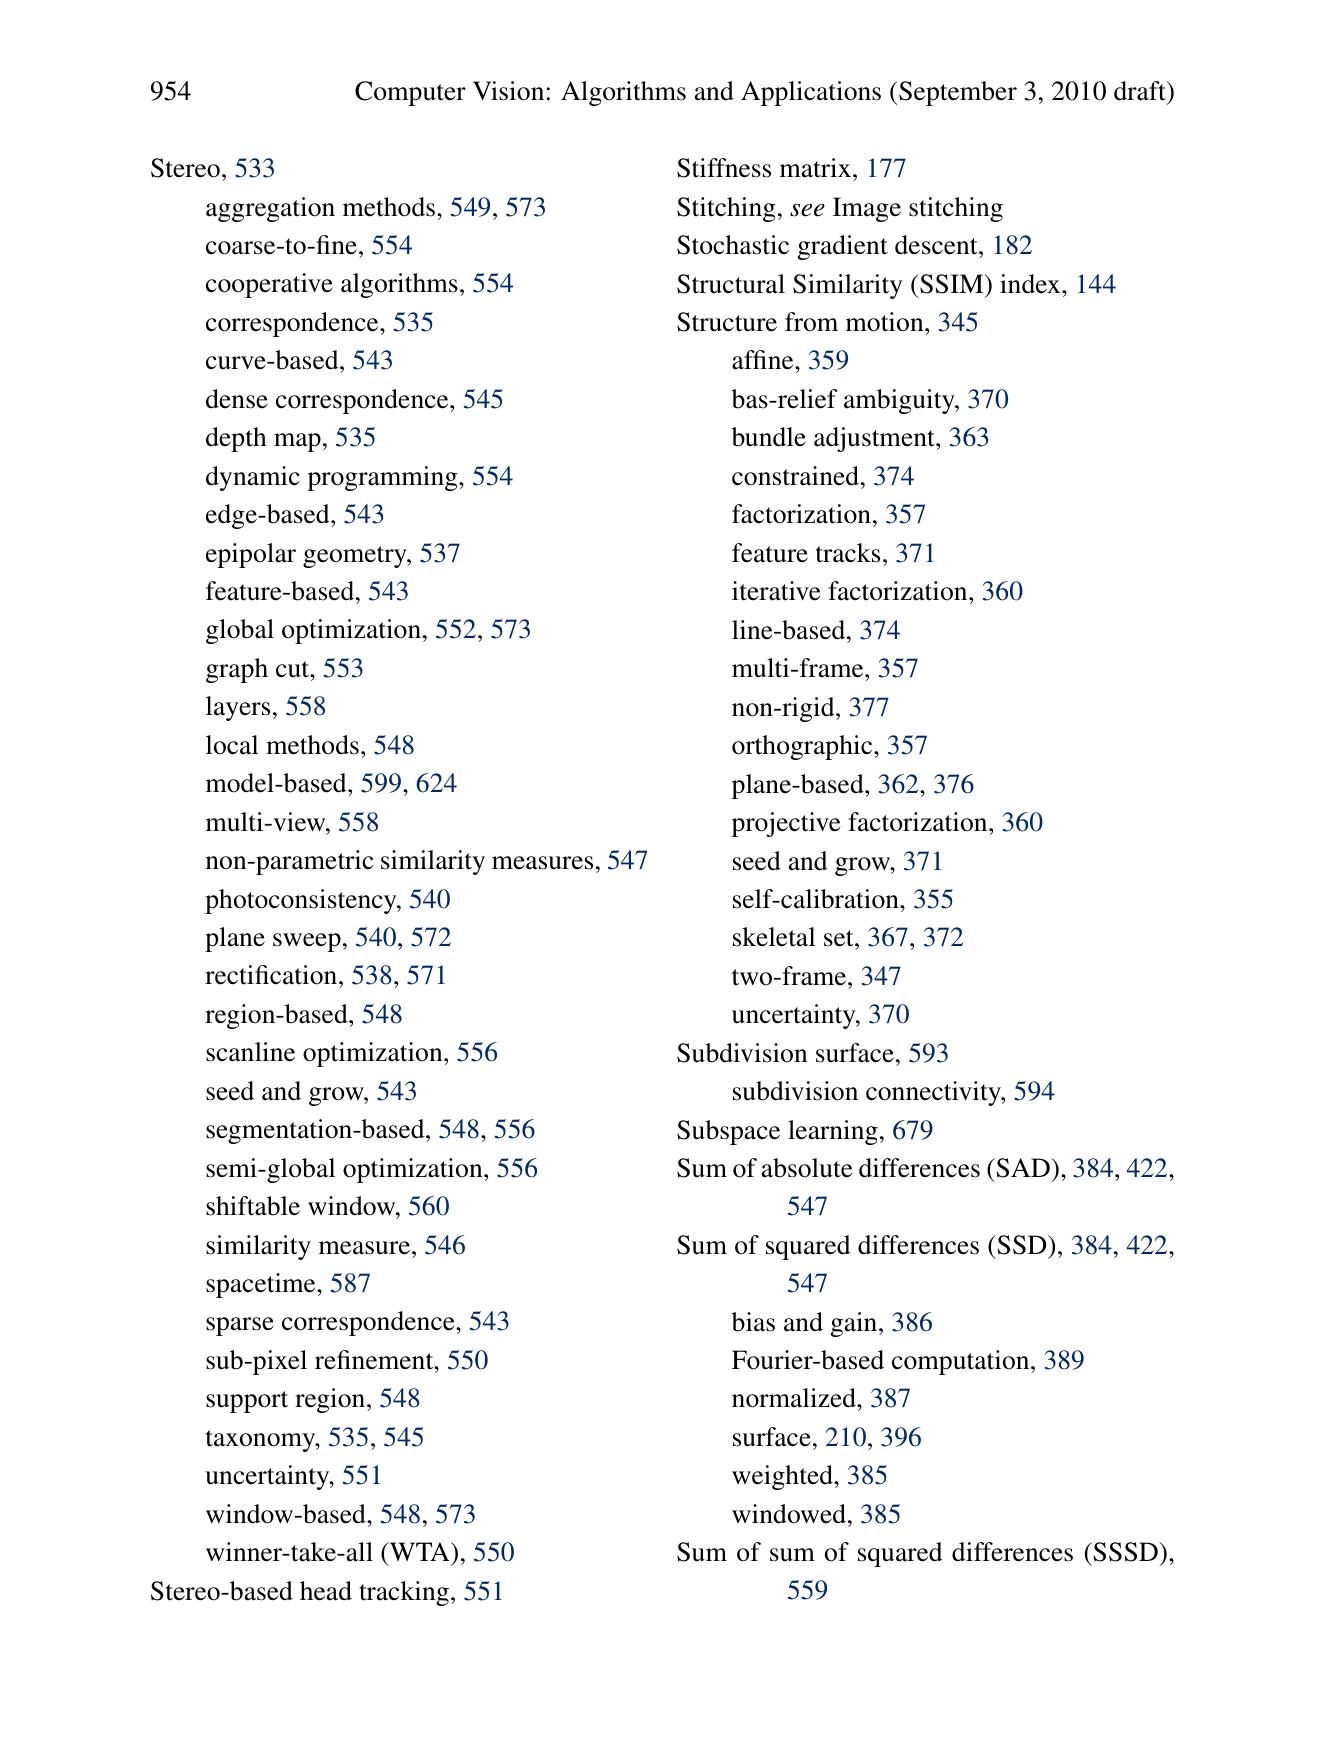 954 Computer Vision: Algorithms and Applications (September 3, 2010 draft)
Stereo, 533
aggregation methods, 549, 573
coarse-to-fine, 554
cooperative algorithms, 554
correspondence, 535
curve-based, 543
dense correspondence, 545
depth map, 535
dynamic programming, 554
edge-based, 543
epipolar geometry, 537
feature-based, 543
global optimization, 552, 573
graph cut, 553
layers, 558
local methods, 548
model-based, 599, 624
multi-view, 558
non-parametric similarity measures, 547
photoconsistency, 540
plane sweep, 540, 572
rectification, 538, 571
region-based, 548
scanline optimization, 556
seed and grow, 543
segmentation-based, 548, 556
semi-global optimization, 556
shiftable window, 560
similarity measure, 546
spacetime, 587
sparse correspondence, 543
sub-pixel refinement, 550
support region, 548
taxonomy, 535, 545
uncertainty, 551
window-based, 548, 573
winner-take-all (WTA), 550
Stereo-based head tracking, 551
Stiffness matrix, 177
Stitching, see Image stitching
Stochastic gradient descent, 182
Structural Similarity (SSIM) index, 144
Structure from motion, 345
affine, 359
bas-relief ambiguity, 370
bundle adjustment, 363
constrained, 374
factorization, 357
feature tracks, 371
iterative factorization, 360
line-based, 374
multi-frame, 357
non-rigid, 377
orthographic, 357
plane-based, 362, 376
projective factorization, 360
seed and grow, 371
self-calibration, 355
skeletal set, 367, 372
two-frame, 347
uncertainty, 370
Subdivision surface, 593
subdivision connectivity, 594
Subspace learning, 679
Sum of absolute differences (SAD), 384, 422,
547
Sum of squared differences (SSD), 384, 422,
547
bias and gain, 386
Fourier-based computation, 389
normalized, 387
surface, 210, 396
weighted, 385
windowed, 385
Sum of sum of squared differences (SSSD),
559